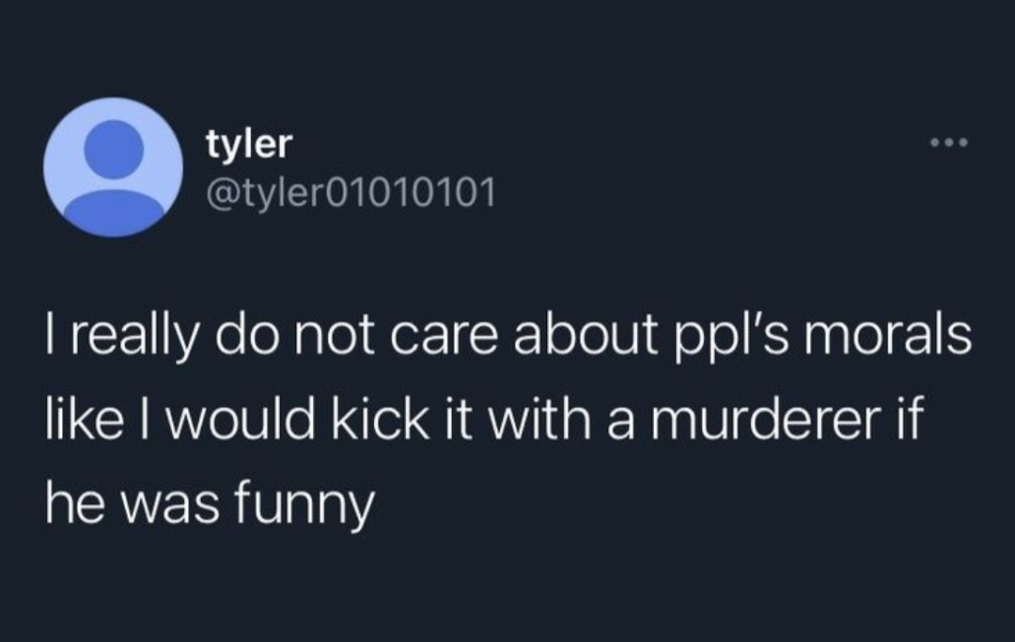 tyler
@tyler01010101
I really do not care about ppl's morals
like I would kick it with a murderer if
he was funny